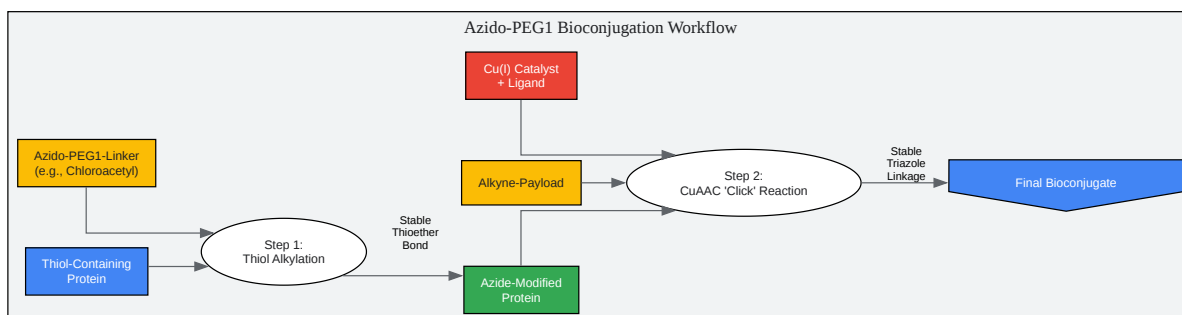 Azido-PEG1 Bioconjugation Workflow
Cu(I) Catalyst
+ Ligand
Azido-PEG1-Linker
(e.g., Chloroacetyl)
Alkyne-Payload
Step 2:
CuAAC 'Click' Reaction
Stable
Triazole
Linkage
Final Bioconjugate
Thiol-Containing
Protein
Step 1:
Thiol Alkylation
Stable
Thioether
Bond
Azide-Modified
Protein